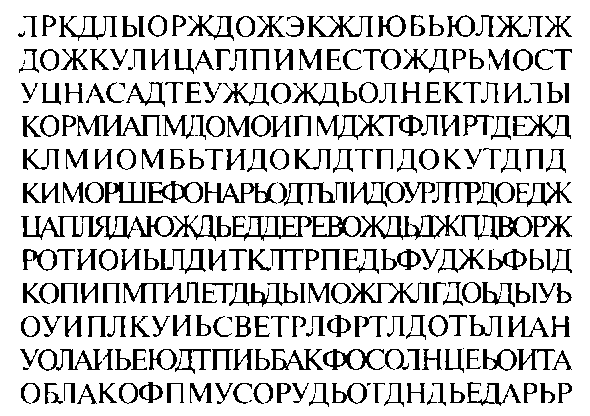 ЛРКДЛЫОРЖДОЖЭКЖЛЮБЬЮЛЖЛЖ
ДОЖКУЛИЦАГЛПИМЕСТОЖДРЬМОСТ
УЦНАСАДТЕУЖДОЖДЬОЛНЕКТЛИЛЫ
КОРМИАПМДОМОИПМДЖТФЛИРТДЕЖД
КЛМИОМБЬТИДОКЛДТПДОКУТДПД
КИМОРШЕФОНАРЬОДТЬЛИДОУРЛТРДОЕДЖ
ЦАПЛЯДАЮЖДЬЕДДЕРЕВОЖДЬДЖПДВОРЖ
РОТИОИЫЛДИТКЛТРПЕДЬФУДЖЬФЫД
КОПИПМТИЛЕТДЬДЫМОЖГЖЛГДОЬДЫУЬ
ОУИПЛКУИЬСВЕТРЛФРТЛДОТЬЛИАН
УОЛАИЬЕЮДТПИЬБАКФОСОЛНЦЕЬОИТА
ОБЛАКОФПМУСОРУДЬОТДНДЬЕДАРЬР